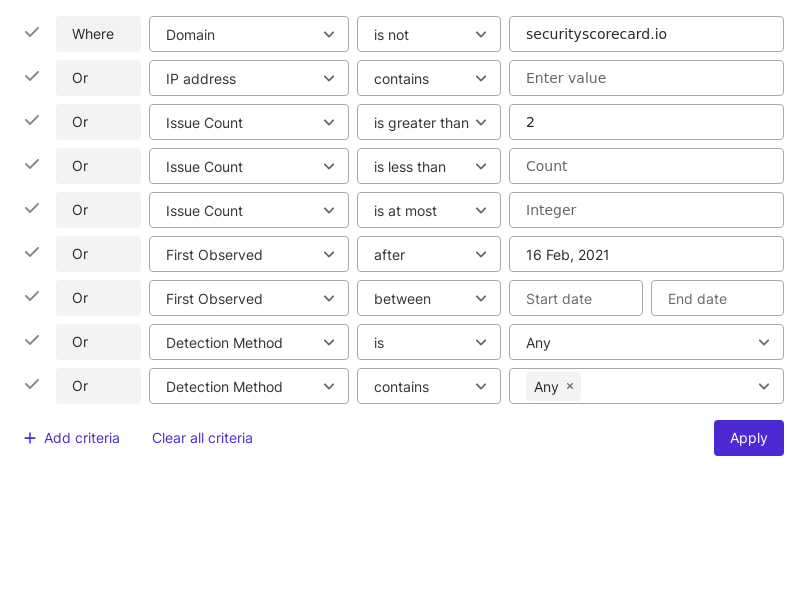 Where Domain is not securityscorecard.io
Or IP address contains Enter value
Or Issue Count is greater than 2
Or Issue Count is less than Count
Or Issue Count is at most Integer
Or First Observed after 16 Feb, 2021
Or First Observed between Start date End date
Or Detection Method is Any
Or Detection Method contains Any ×
+ Add criteria Clear all criteria Apply